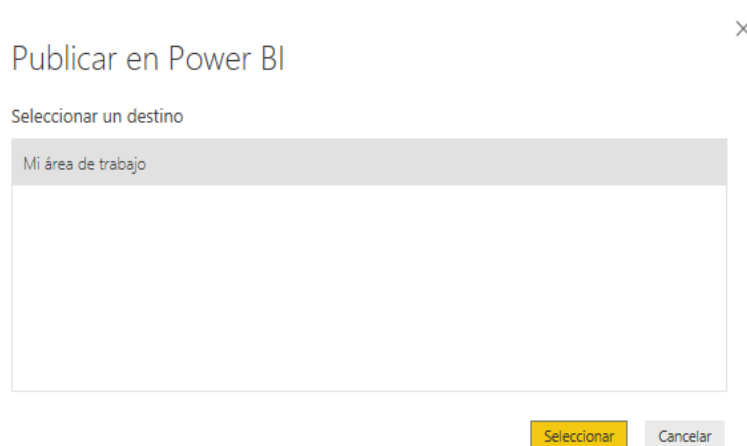 Publicar en Power BI
Seleccionar un destino
Mi área de trabajo
Seleccionar Cancelar